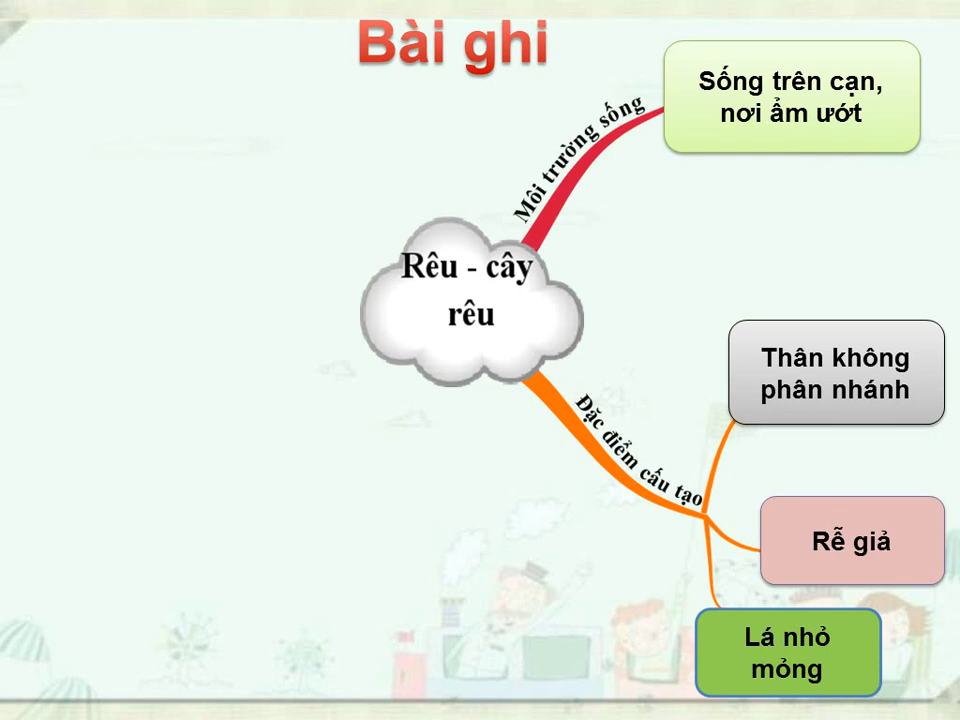 Bài ghi
Sống trên cạn,
nơi ẩm ướt
Môi trường sống
Rêu - cây
rêu
Đặc điểm cấu tạo
Thân không
phân nhánh
Rễ giả
Lá nhỏ
mỏng